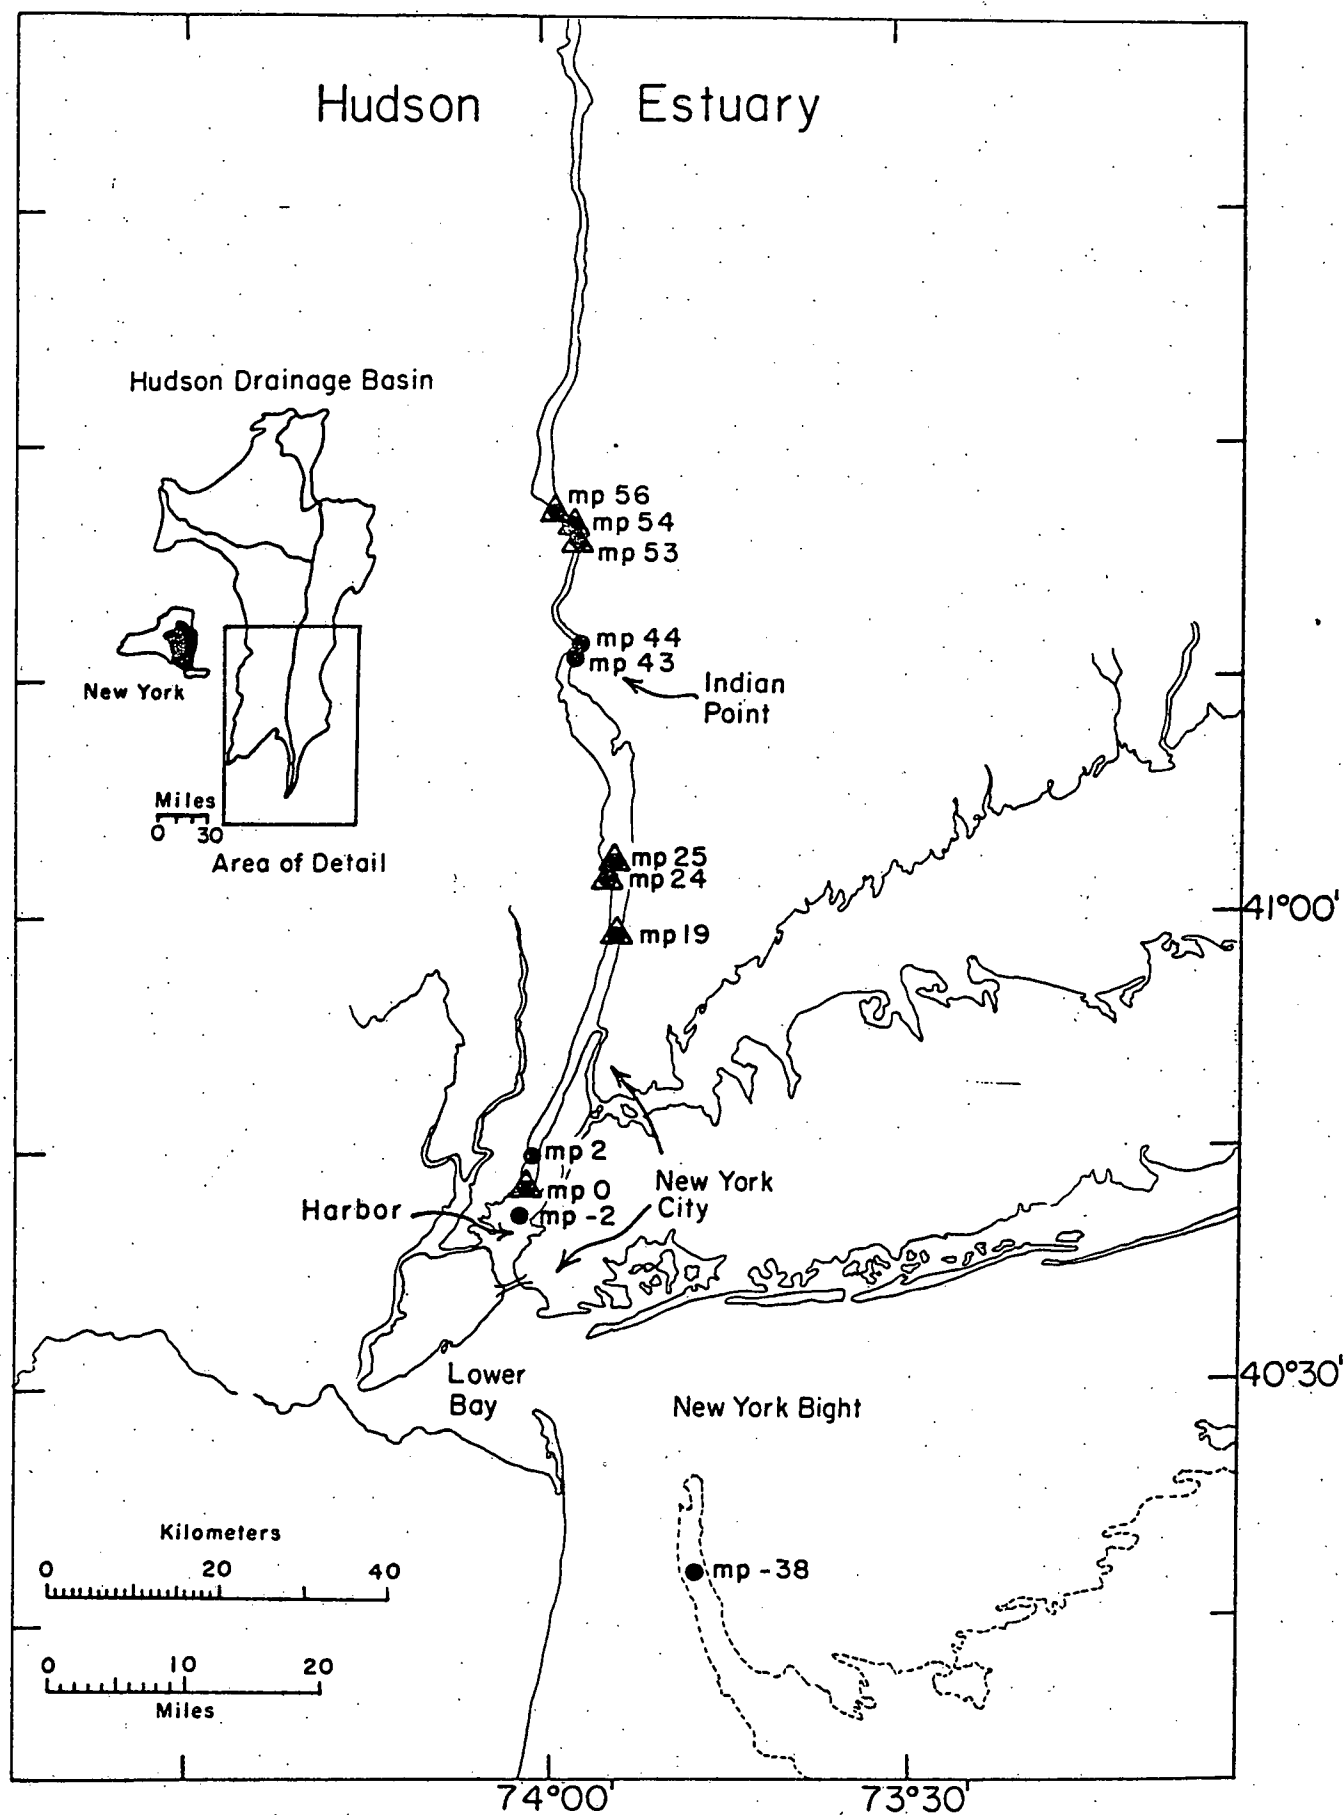 Hudson Estuary
Hudson Drainage Basin
mp 56
mp 54
mp 53
mp 44
mp 43
Indian
Point
New York
Miles
0 30
Area of Detail
mp 25
mp 24
mp 19
41°00'
mp 2
mp 0
mp -2
Harbor
New York
City
Lower
Bay
40°30'
New York Bight
Kilometers
0 20 40
mp -38
0 10 20
Miles
74°00' 73°30'